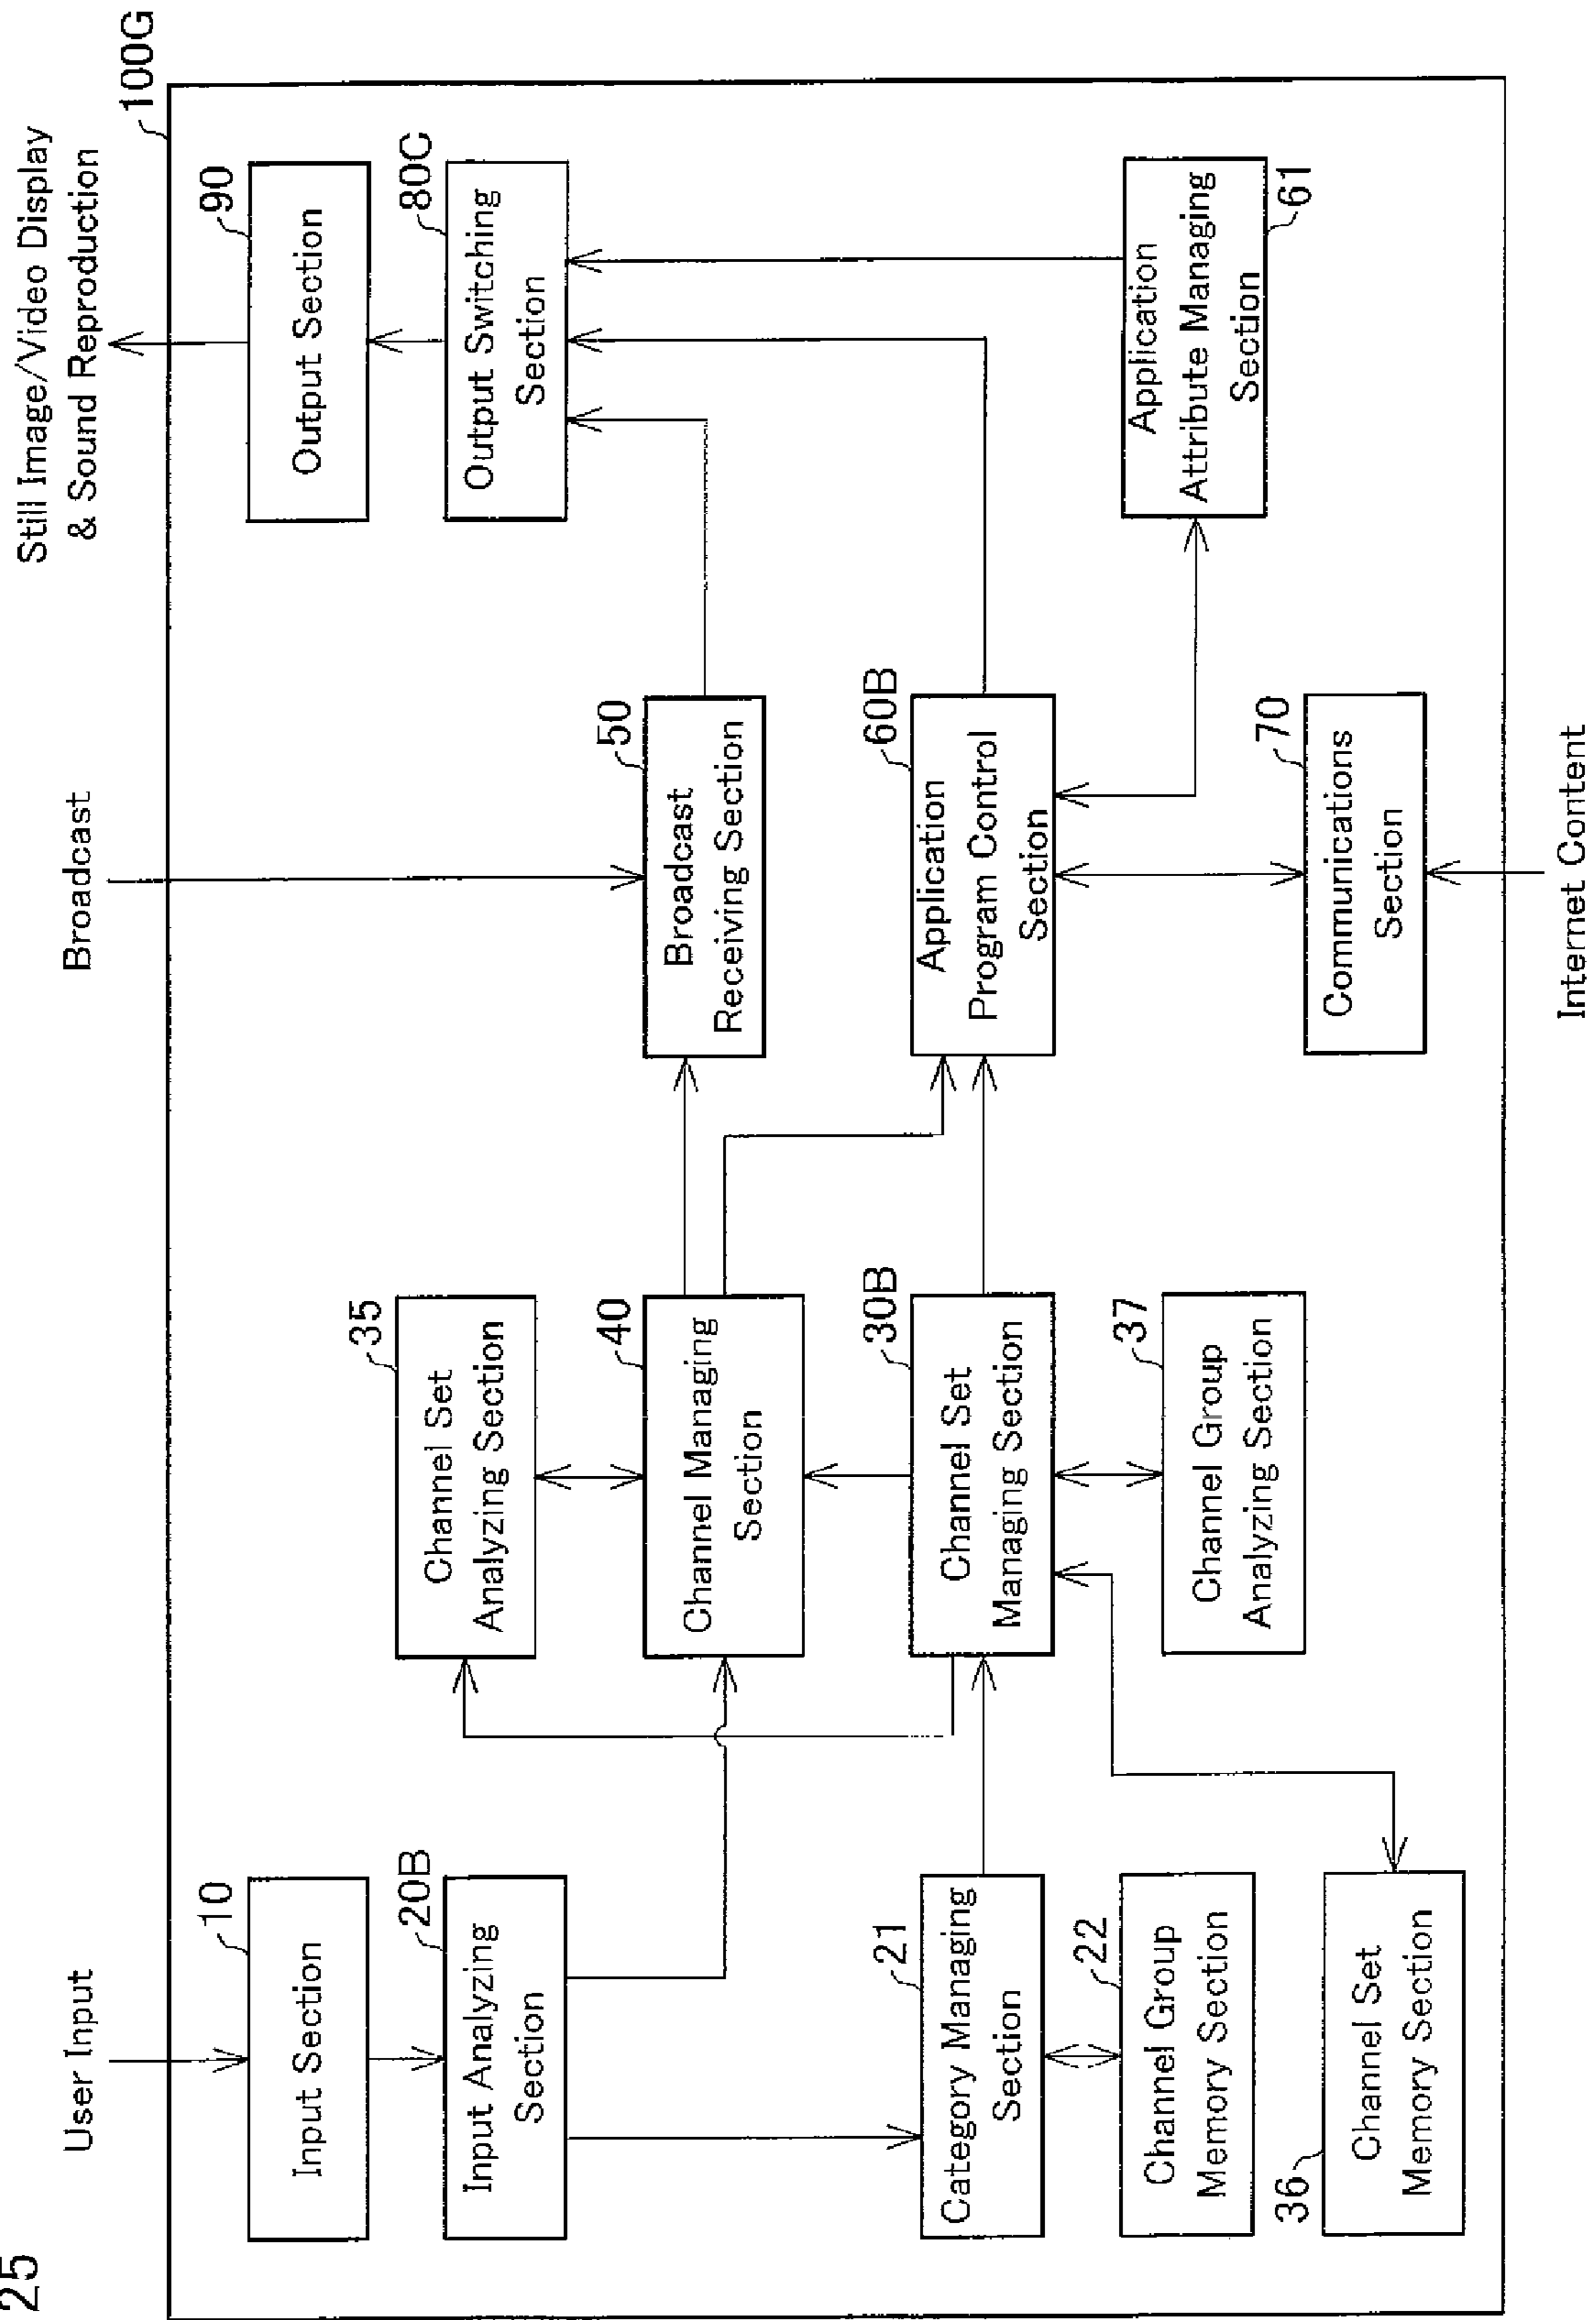 25
User Input
Broadcast
Still Image/Video Display
& Sound Reproduction
100G
10
Input Section
20B
Input Analyzing
Section
21
Category Managing
Section
22
Channel Group
Memory Section
36
Channel Set
Memory Section
35
Channel Set
Analyzing Section
40
Channel Managing
Section
30B
Channel Set
Managing Section
37
Channel Group
Analyzing Section
50
Broadcast
Receiving Section
60B
Application
Program Control
Section
70
Communications
Section
90
Output Section
80C
Output Switching
Section
Application
Attribute Managing
Section
61
Internet Content